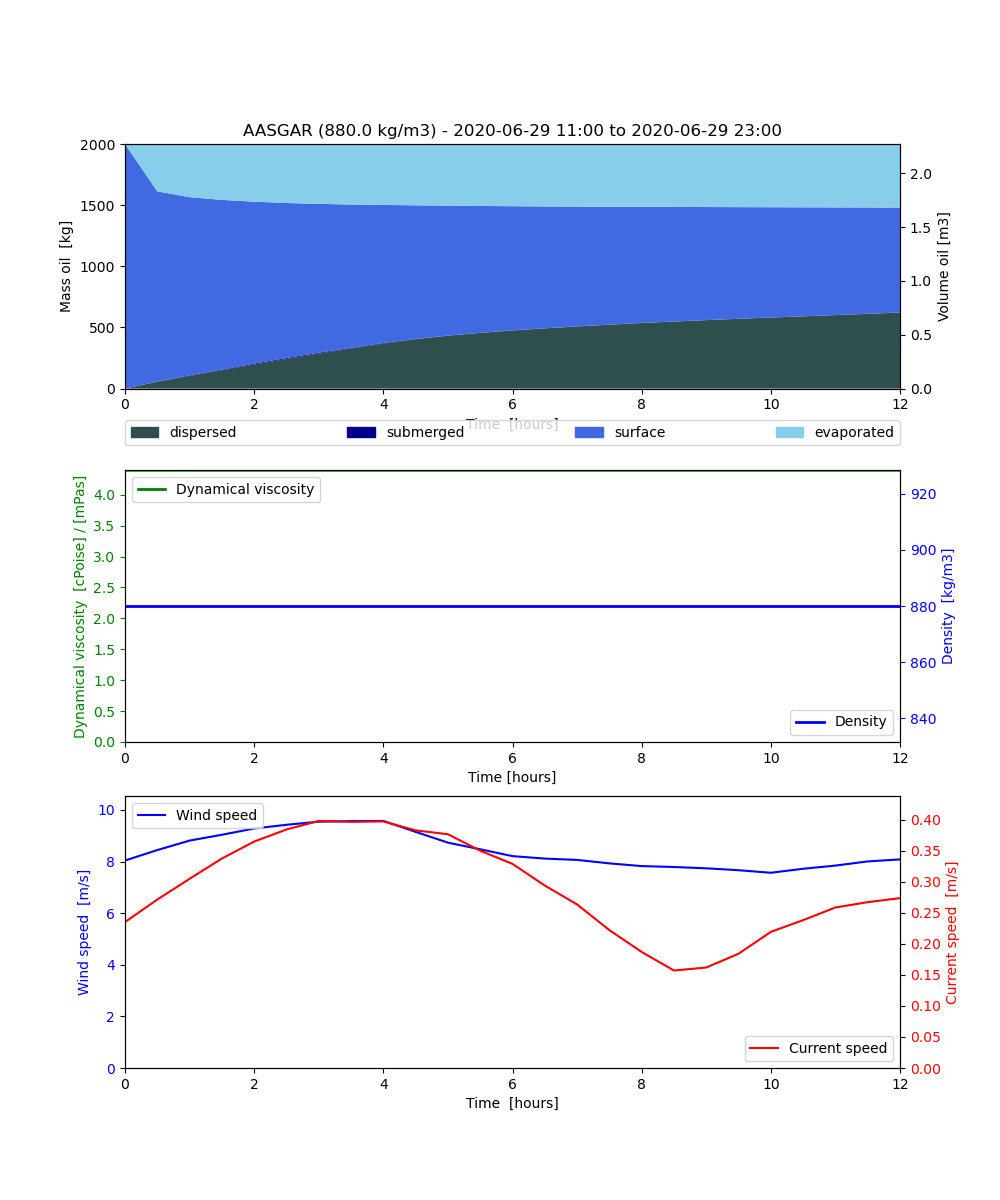 AASGAR (880.0 kg/m3) - 2020-06-29 11:00 to 2020-06-29 23:00
Mass oil [kg]
2000
1500
1000
500
0
Volume oil [m3]
2.0
1.5
1.0
0.5
0.0
0 2 4 6 8 10 12
Time [hours]
dispersed submerged surface evaporated
Dynamical viscosity [cPoise] / [mPas]
4.0
3.5
3.0
2.5
2.0
1.5
1.0
0.5
0.0
Dynamical viscosity
Density [kg/m3]
920
900
880
860
840
Density
0 2 4 6 8 10 12
Time [hours]
Wind speed [m/s]
10
8
6
4
2
0
Wind speed
Current speed [m/s]
0.40
0.35
0.30
0.25
0.20
0.15
0.10
0.05
0.00
Current speed
0 2 4 6 8 10 12
Time [hours]